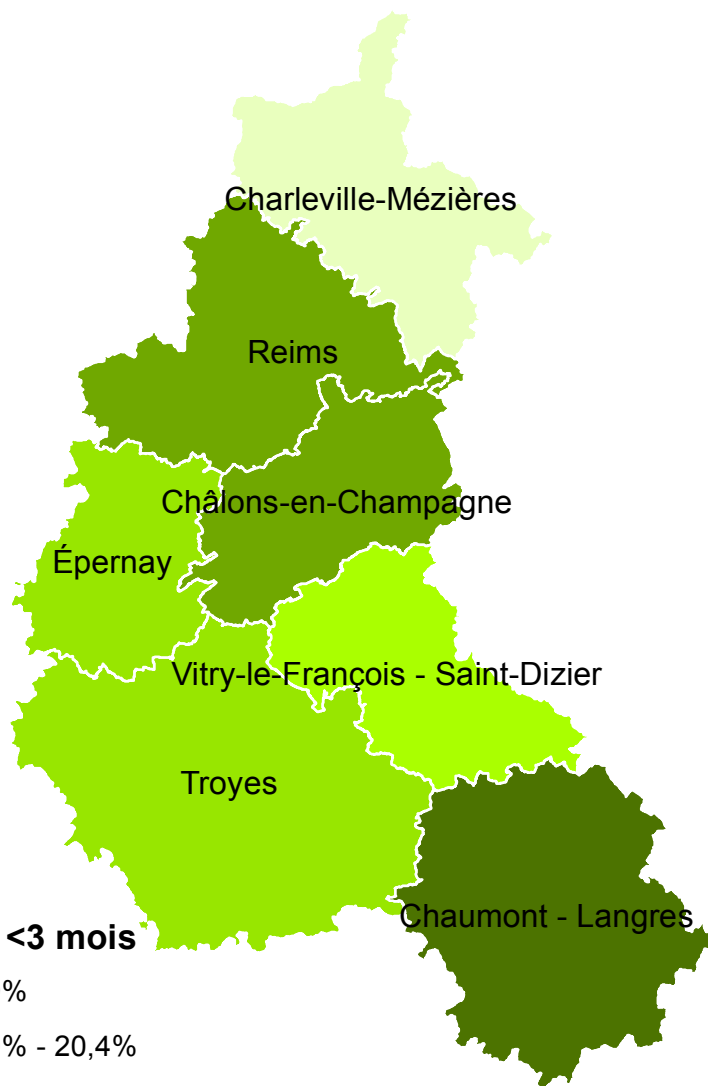 Charleville-Mézières
Reims
Châlons-en-Champagne
Épernay
Vitry-le-François - Saint-Dizier
Troyes
Chaumont - Langres
<3 mois
%
% - 20,4%